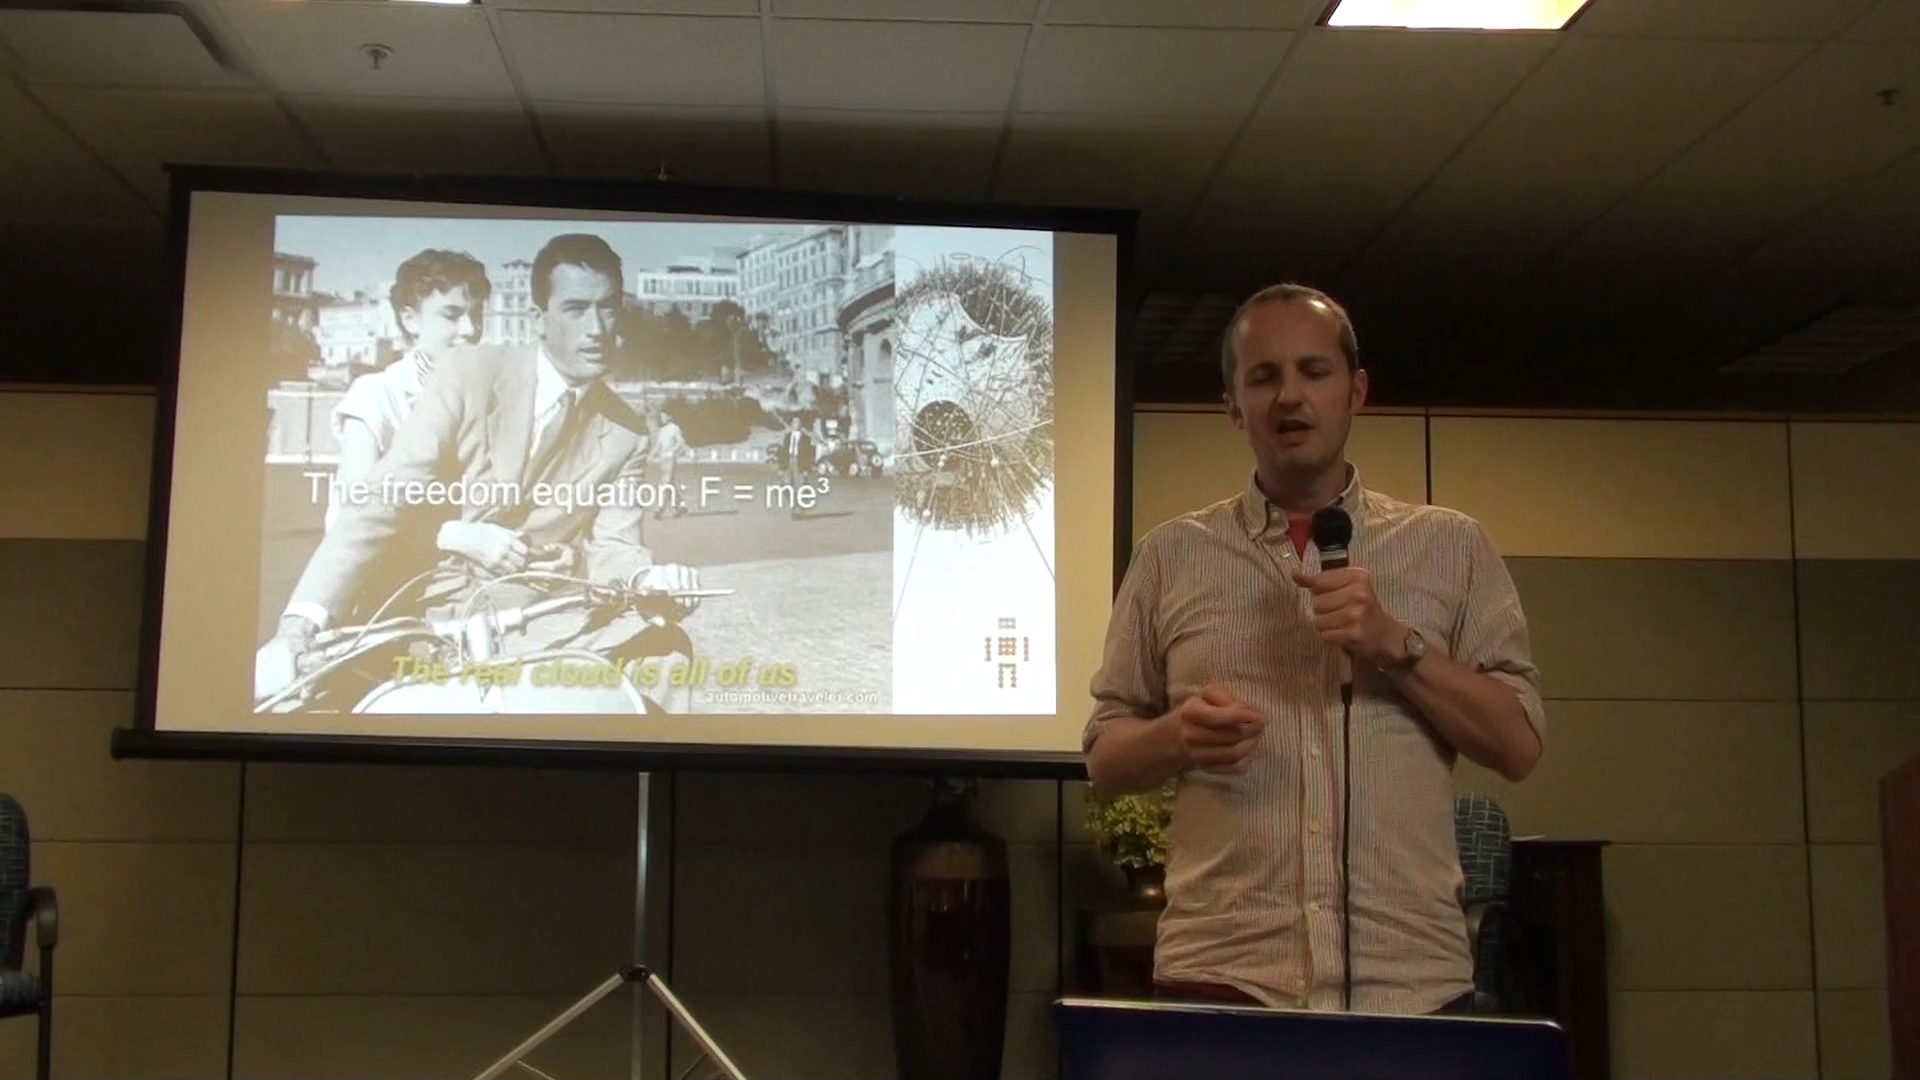 The freedom equation: F = me³
The real cloud is all of us
automotivetraveler.com